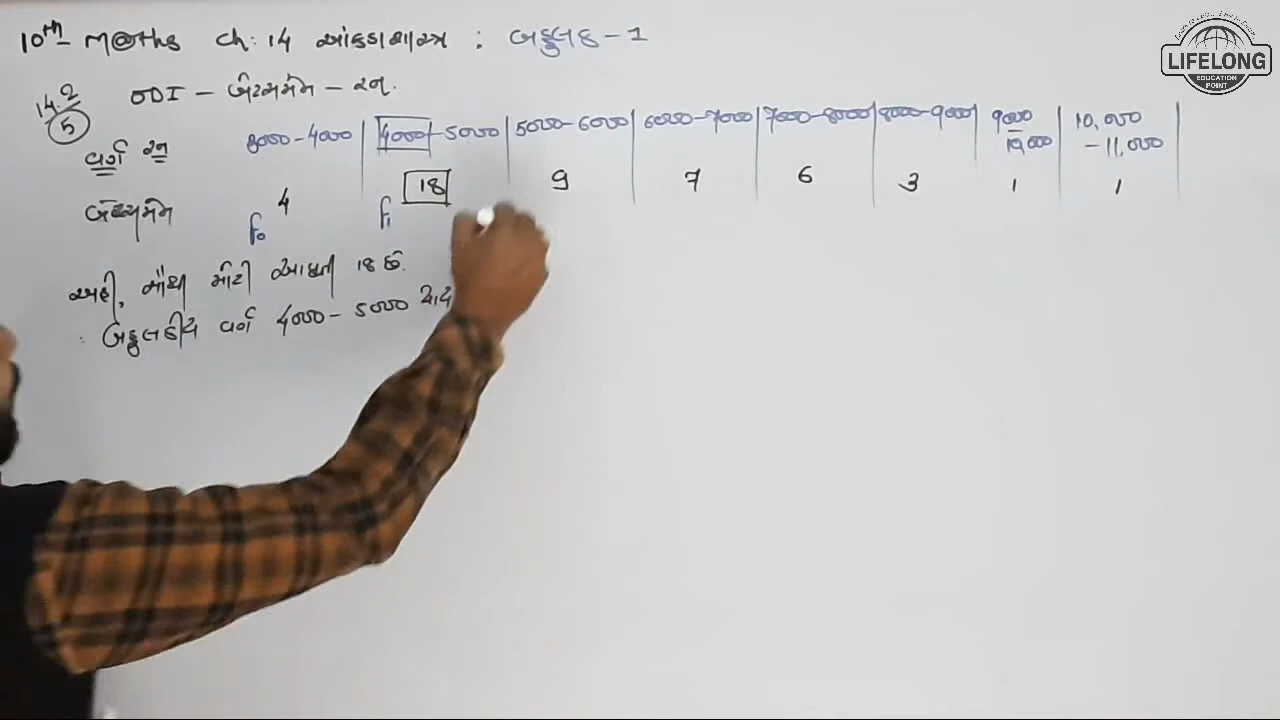 10th Maths Ch: 14 આંકડાશાસ્ત્ર : બહુલક - 1
14.2 ODI - બેટ્સમેન - રન.
5
વર્ગ રન 3000-4000 4000-5000 5000-6000 6000-7000 7000-8000 8000-9000 9000 10,000 10,000 -11,000
બેટ્સમેન 4 18 9 7 6 3 1 1
f₀ f₁
અહીં, સૌથી મોટી આવૃત્તિ 18 છે.
∴ બહુલકીય વર્ગ 4000 - 5000 થાય
LIFELONG
EDUCATION
POINT